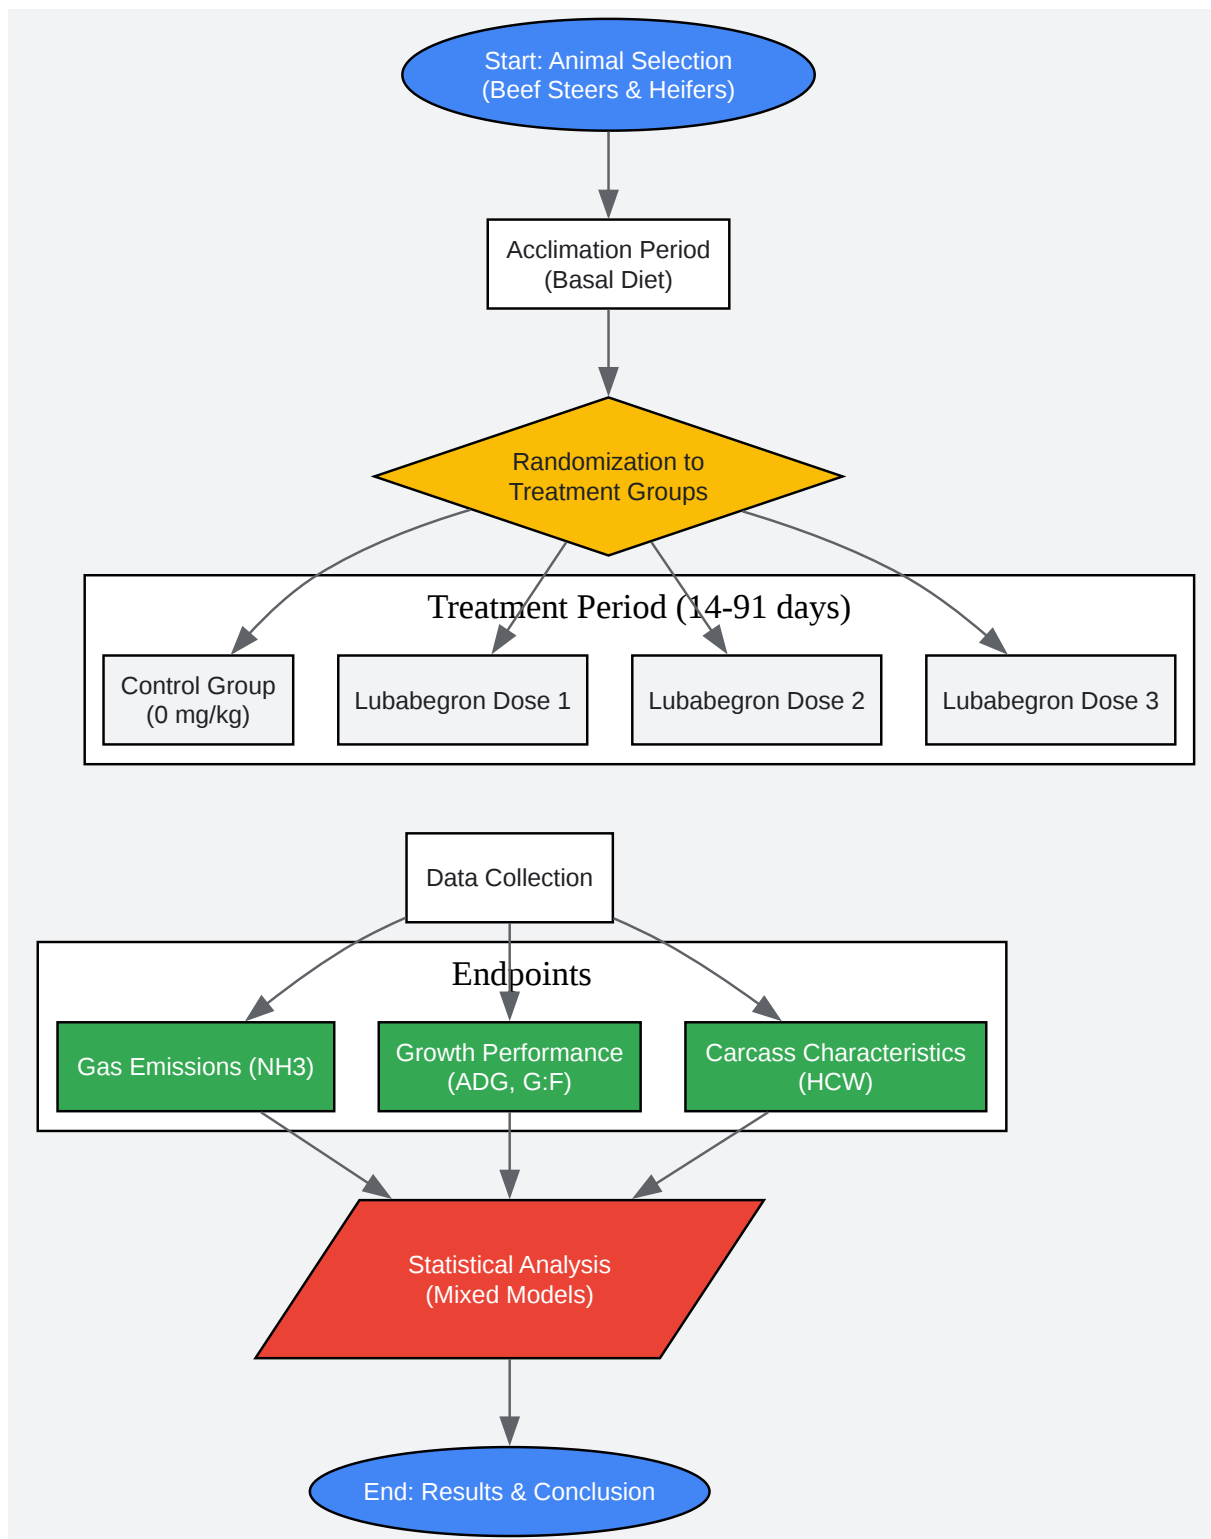 Start: Animal Selection
(Beef Steers & Heifers)
Acclimation Period
(Basal Diet)
Randomization to
Treatment Groups
Treatment Period (14-91 days)
Control Group
(0 mg/kg)
Lubabegron Dose 1
Lubabegron Dose 2
Lubabegron Dose 3
Data Collection
Endpoints
Gas Emissions (NH3)
Growth Performance
(ADG, G:F)
Carcass Characteristics
(HCW)
Statistical Analysis
(Mixed Models)
End: Results & Conclusion